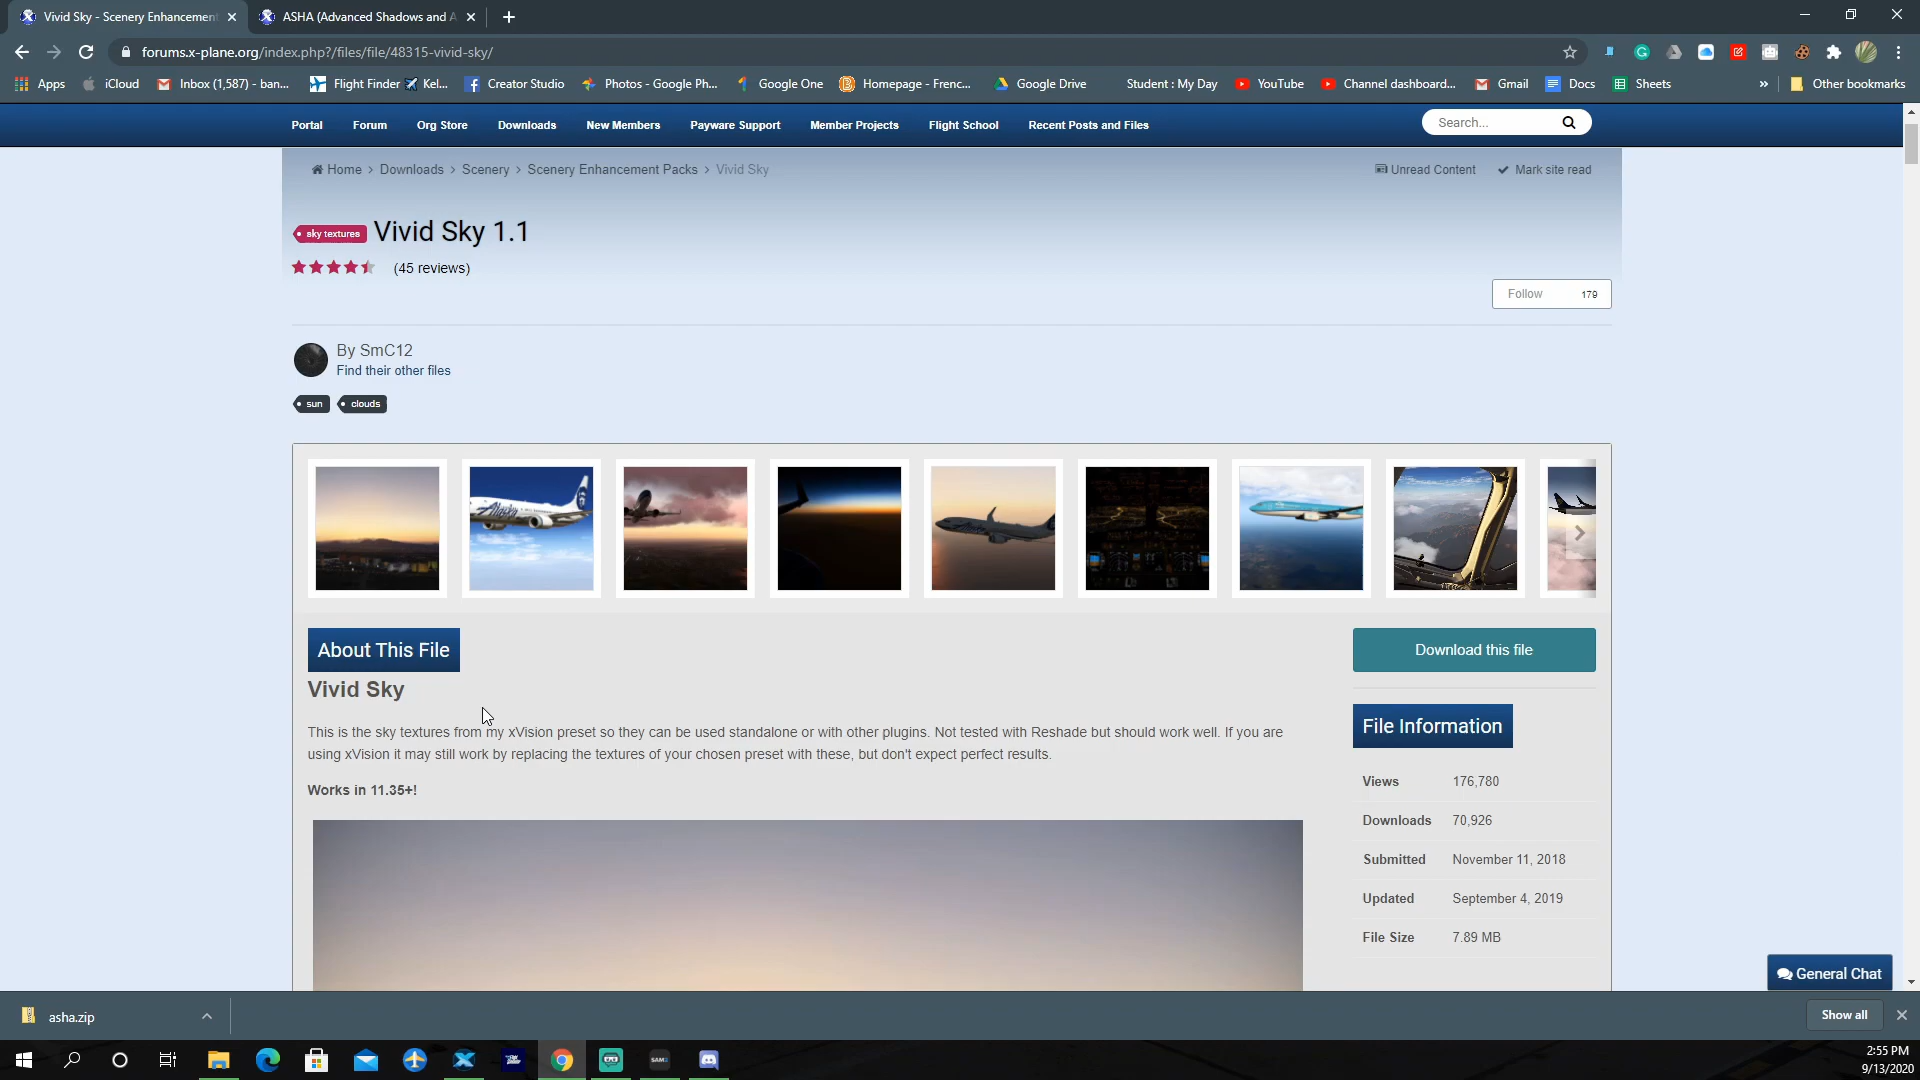 Vivid Sky - Scenery Enhancement
ASHA (Advanced Shadows and A
forums.x-plane.org/index.php?/files/file/48315-vivid-sky/
Apps
iCloud
Inbox (1,587) - ban...
Flight Finder
Kel...
Creator Studio
Photos - Google Ph...
Google One
Homepage - Frenc...
Google Drive
Student : My Day
YouTube
Channel dashboard...
Gmail
Docs
Sheets
»
Other bookmarks
Portal
Forum
Org Store
Downloads
New Members
Payware Support
Member Projects
Flight School
Recent Posts and Files
Search...
Home > Downloads > Scenery > Scenery Enhancement Packs > Vivid Sky
Unread Content
Mark site read
sky textures
Vivid Sky 1.1
(45 reviews)
Follow 179
By SmC12
Find their other files
sun
clouds
About This File
Download this file
Vivid Sky
This is the sky textures from my xVision preset so they can be used standalone or with other plugins. Not tested with Reshade but should work well. If you are
using xVision it may still work by replacing the textures of your chosen preset with these, but don't expect perfect results.
Works in 11.35+!
File Information
Views 176,780
Downloads 70,926
Submitted November 11, 2018
Updated September 4, 2019
File Size 7.89 MB
General Chat
asha.zip
Show all
2:55 PM
9/13/2020